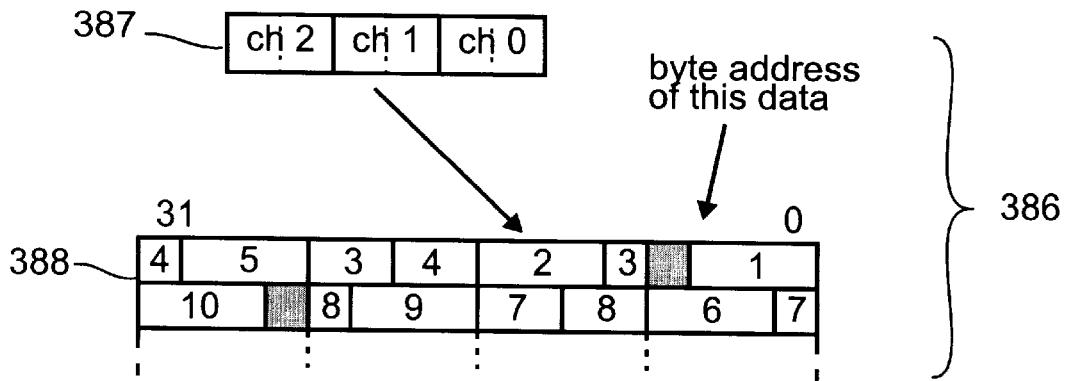 387
ch 2 ch 1 ch 0
byte address
of this data
386
31 0
388
4 5 3 4 2 3 1
10 8 9 7 8 6 7